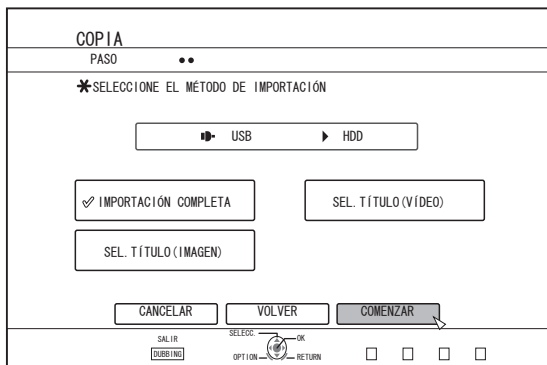 COPIA
PASO
*SELECCIONE EL MÉTODO DE IMPORTACIÓN
USB HDD
IMPORTACIÓN COMPLETA
SEL. TÍTULO(VÍDEO)
SEL. TÍTULO(IMAGEN)
CANCELAR VOLVER COMENZAR
SALIR
DUBBING
SELECC. OK
OPTION RETURN